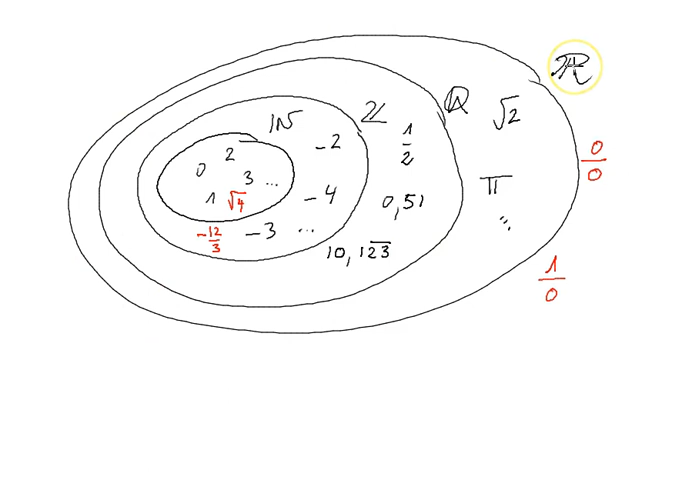 ℝ
ℕ ℤ ℚ √2
0 2 3 ... -2 1/2 0/0
1 √4 -4 0,51 π
-12/3 -3 ... ...
10,12̅3̅ 1/0